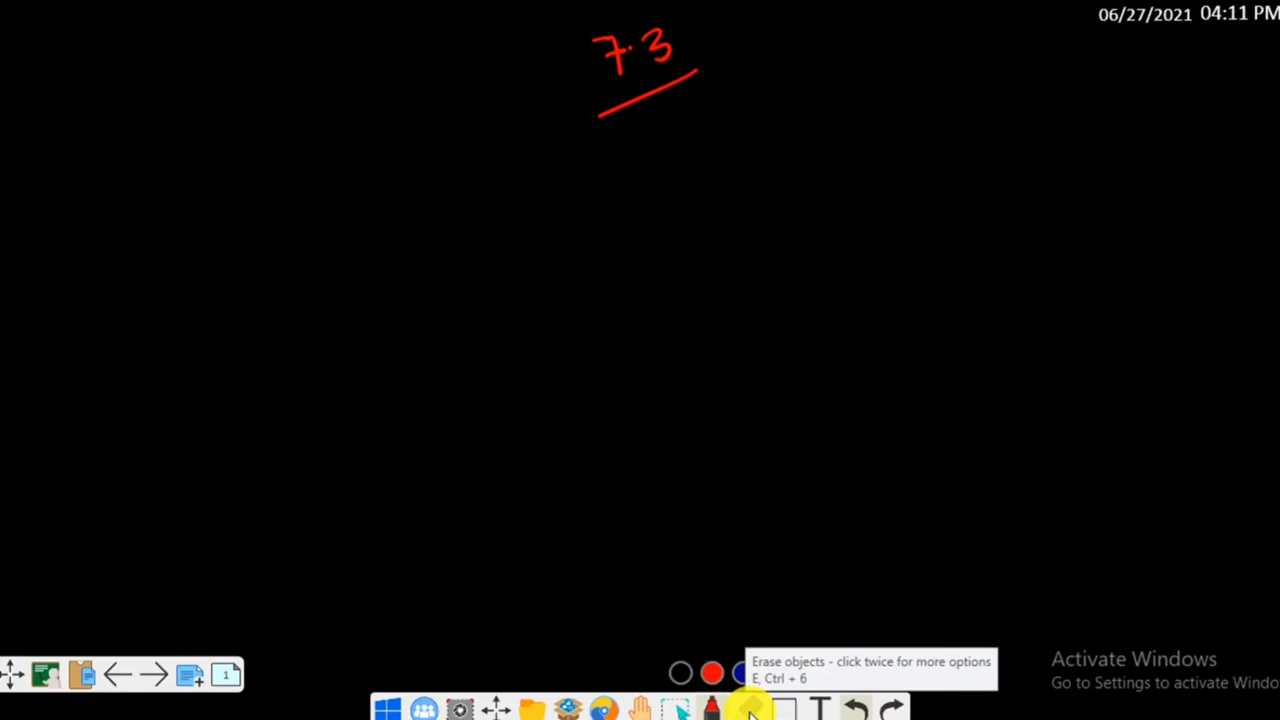 06/27/2021 04:11 PM
7.3
Erase objects - click twice for more options
E, Ctrl + 6
Activate Windows
Go to Settings to activate Windo
1
T